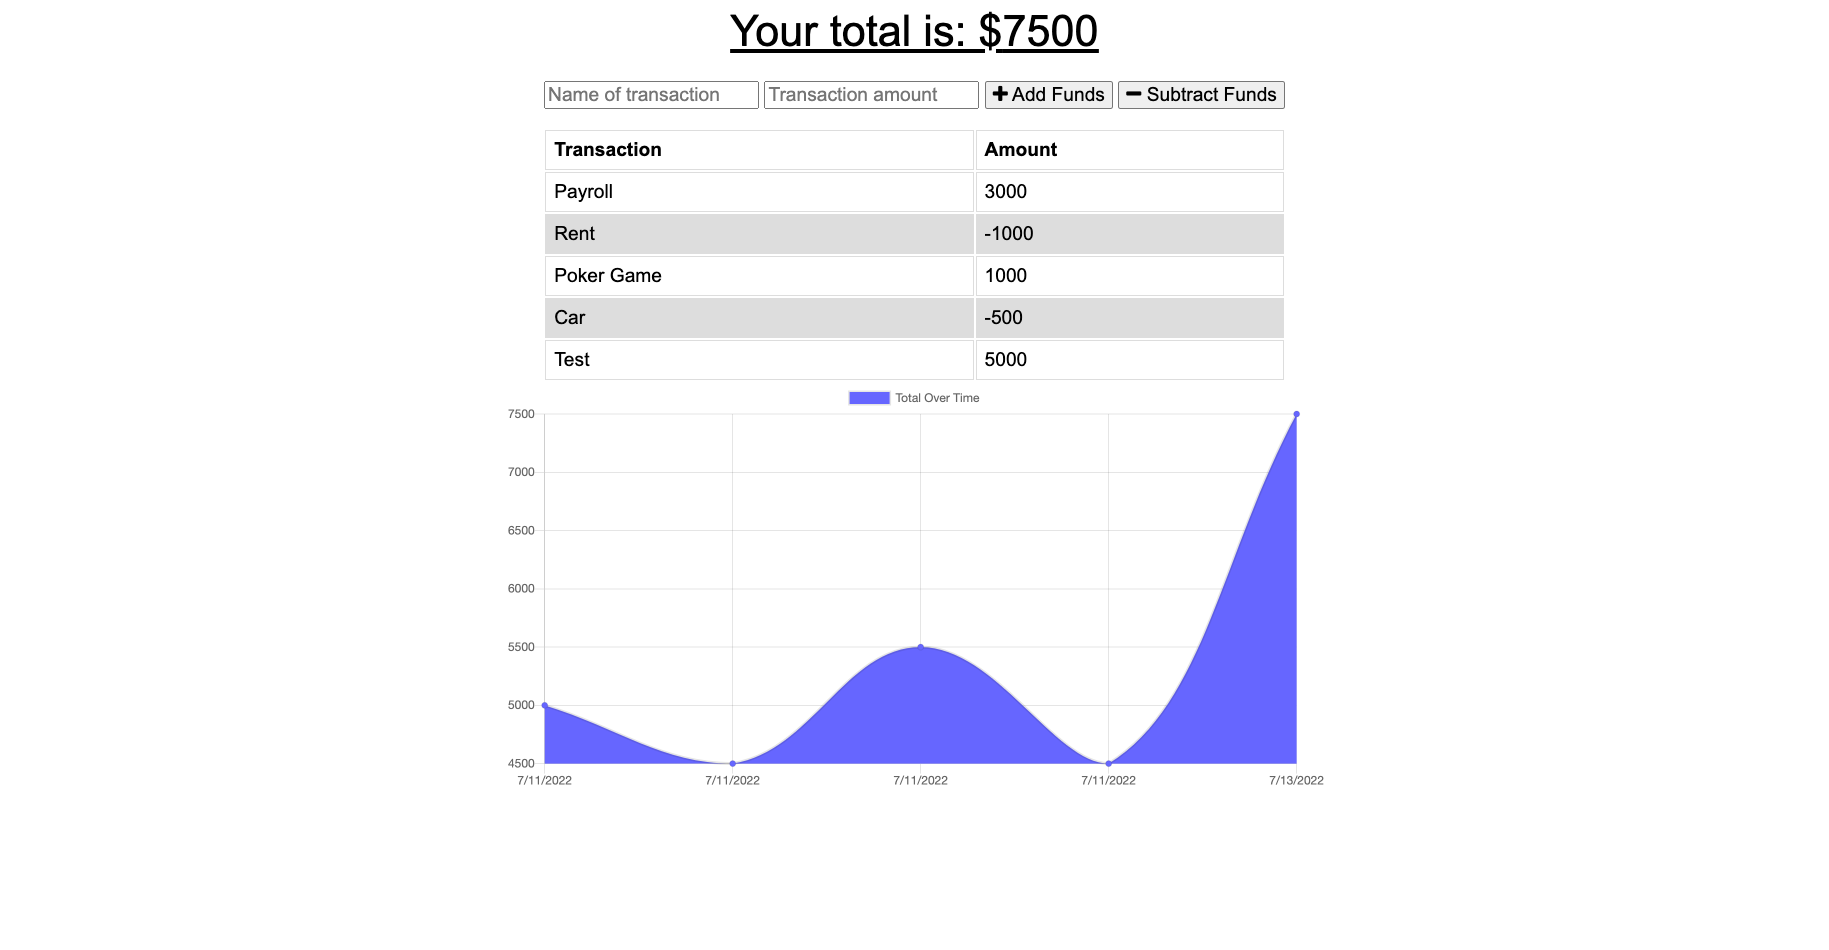 Your total is: $7500
Name of transaction Transaction amount Add Funds Subtract Funds
Transaction Amount
Payroll 3000
Rent -1000
Poker Game 1000
Car -500
Test 5000
Total Over Time
7500
7000
6500
6000
5500
5000
4500
7/11/2022 7/11/2022 7/11/2022 7/11/2022 7/13/2022